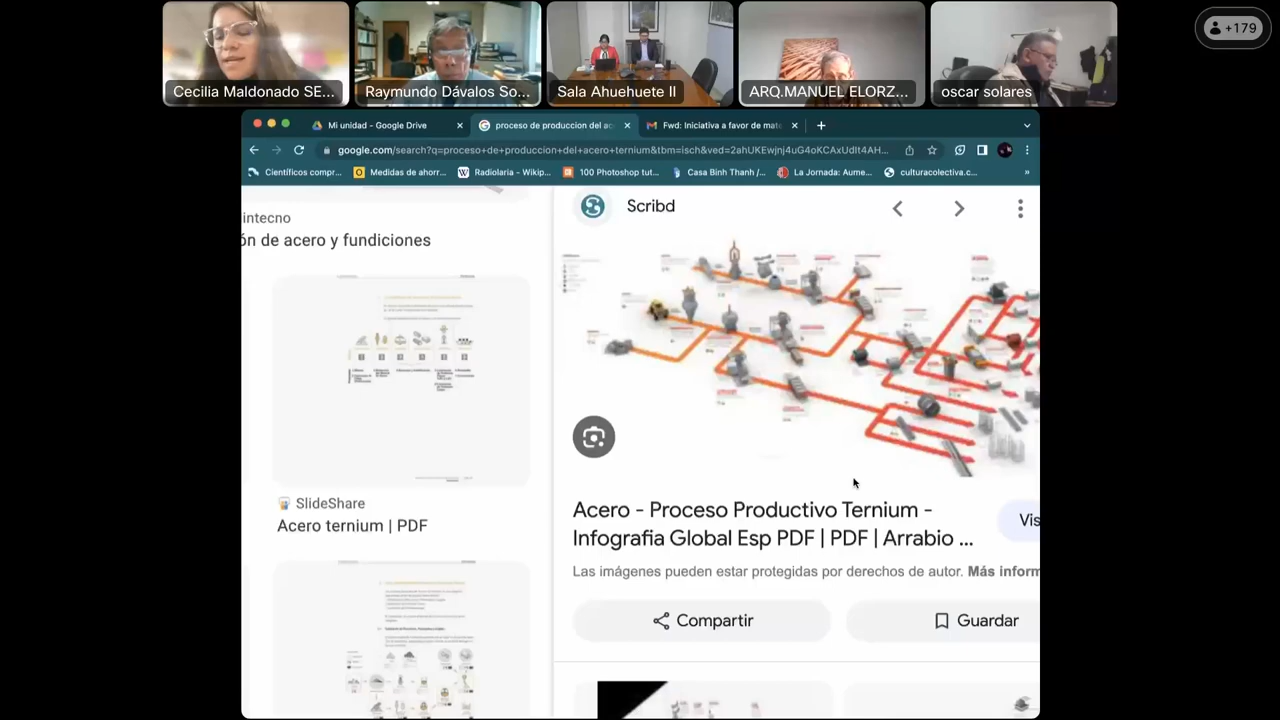 +179
Cecilia Maldonado SE...
Raymundo Dávalos So...
Sala Ahuehuete II
ARQ.MANUEL ELORZ...
oscar solares
Mi unidad - Google Drive
proceso de produccion del ac
Fwd: Iniciativa a favor de mate
google.com/search?q=proceso+de+produccion+del+acero+ternium&tbm=isch&ved=2ahUKEwjnj4uG4oKCAxUdIt4AH...
Científicos compr...
Medidas de ahorr...
Radiolaria - Wikip...
100 Photoshop tut...
Casa Binh Thanh /...
La Jornada: Aume...
culturacolectiva.c...
»
intecno
ón de acero y fundiciones
SlideShare
Acero ternium | PDF
Scribd
Acero - Proceso Productivo Ternium -
Infografia Global Esp PDF | PDF | Arrabio ...
Vis
Las imágenes pueden estar protegidas por derechos de autor. Más inform
Compartir
Guardar